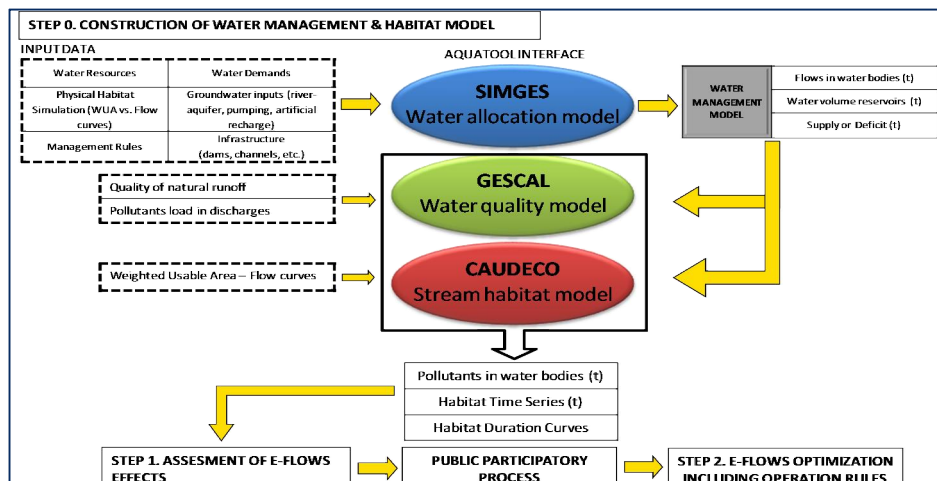 STEP 0. CONSTRUCTION OF WATER MANAGEMENT & HABITAT MODEL
INPUT DATA
AQUATOOL INTERFACE
Water Resources
Water Demands
Physical Habitat
Simulation (WUA vs. Flow
curves)
Groundwater inputs (river-
aquifer, pumping, artificial
recharge)
Management Rules
Infrastructure
(dams, channels, etc.)
SIMGES
Water allocation model
WATER
MANAGEMENT
MODEL
Flows in water bodies (t)
Water volume reservoirs (t)
Supply or Deficit (t)
Quality of natural runoff
Pollutants load in discharges
GESCAL
Water quality model
Weighted Usable Area – Flow curves
CAUDECO
Stream habitat model
Pollutants in water bodies (t)
Habitat Time Series (t)
Habitat Duration Curves
STEP 1. ASSESMENT OF E-FLOWS
EFFECTS
PUBLIC PARTICIPATORY
PROCESS
STEP 2. E-FLOWS OPTIMIZATION
INCLUDING OPERATION RULES